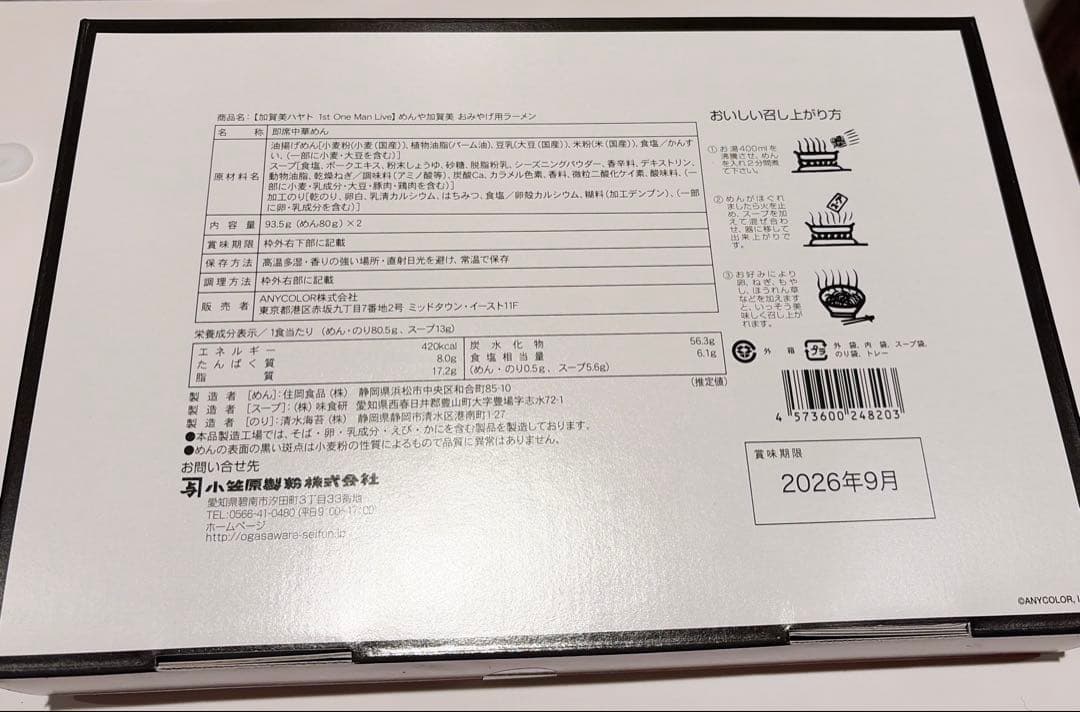 商品名:【加賀美ハヤト 1st One Man Live】めんや加賀美 おみやげ用ラーメン
名 称 即席中華めん
原材料名 油揚げめん[小麦粉(小麦(国産))、植物油脂(パーム油)、豆乳(大豆(国産))、米粉(米(国産))、食塩／かんす
い、(一部に小麦・大豆を含む)]
スープ[食塩、ポークエキス、粉末しょうゆ、砂糖、脱脂粉乳、シーズニングパウダー、香辛料、デキストリン、
動物油脂、乾燥ねぎ／調味料(アミノ酸等)、炭酸Ca、カラメル色素、香料、微粒二酸化ケイ素、酸味料、(一
部に小麦・乳成分・大豆・豚肉・鶏肉を含む)]
加工のり[乾のり、卵白、乳清カルシウム、はちみつ、食塩／卵殻カルシウム、糊料(加工デンプン)、(一部
に卵・乳成分を含む)]
内 容 量 93.5g(めん80g)×2
賞味期限 枠外右下部に記載
保存方法 高温多湿・香りの強い場所・直射日光を避け、常温で保存
調理方法 枠外右部に記載
販 売 者 ANYCOLOR株式会社
東京都港区赤坂九丁目7番地2号 ミッドタウン・イースト11F
栄養成分表示／1食当たり (めん・のり80.5g、スープ13g)
エネルギー 420kcal 炭水化物 56.3g
たんぱく質 8.0g 食塩相当量 6.1g
脂 質 17.2g (めん・のり0.5g、スープ5.6g)
(推定値)
製 造 者 [めん]:住岡食品(株) 静岡県浜松市中央区和合町85-10
製 造 者 [スープ]:(株)味食研 愛知県西春日井郡豊山町大字豊場字志水72-1
製 造 者 [のり]:清水海苔(株) 静岡県静岡市清水区港南町1-27
●本品製造工場では、そば・卵・乳成分・えび・かにを含む製品を製造しております。
●めんの表面の黒い斑点は小麦粉の性質によるもので品質に異常はありません。
お問い合せ先
小笠原製粉株式会社
愛知県碧南市汐田町3丁目33番地
TEL:0566-41-0480 (平日9:00~17:00)
ホームページ
http://ogasawara-seifun.jp
おいしい召し上がり方
① お湯400mlを
沸騰させ、めん
を入れ2分間煮
て下さい。
② めんがほぐれ
ましたら火を止
め、スープを加
えて混ぜ合わ
せ、器に移して
出来上がりで
す。
③ お好みにより
卵、ねぎ、もや
し、ほうれん草
などを加えます
と、いっそう美
味しく召し上が
れます。
外 箱
プラ 外 袋、内 袋、スープ袋、
のり袋、トレー
4 573600 248203
賞味期限
2026年9月
©ANYCOLOR, I